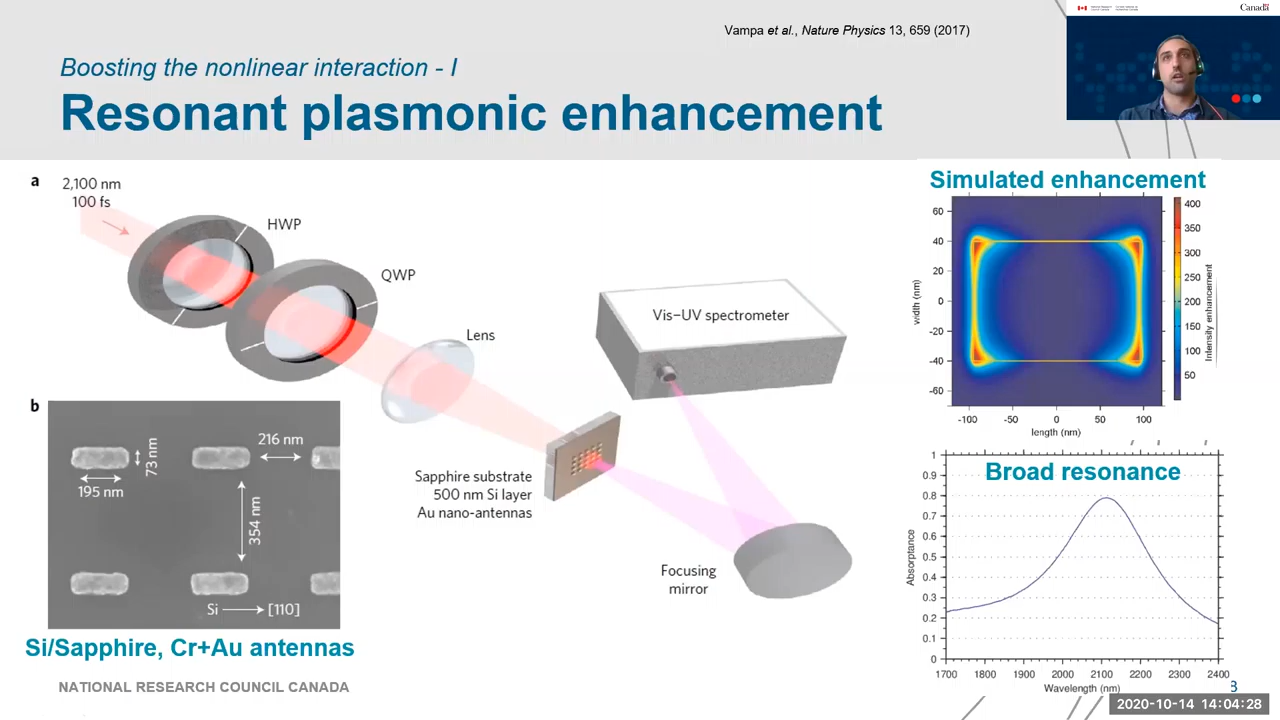 Vampa et al., Nature Physics 13, 659 (2017)
Canada
Boosting the nonlinear interaction - I
Resonant plasmonic enhancement
a
2,100 nm
100 fs
HWP
QWP
Lens
Vis–UV spectrometer
Sapphire substrate
500 nm Si layer
Au nano-antennas
Focusing
mirror
b
216 nm
73 nm
195 nm
354 nm
Si
[110]
Si/Sapphire, Cr+Au antennas
NATIONAL RESEARCH COUNCIL CANADA
Simulated enhancement
60
40
20
0
-20
-40
-60
width (nm)
-100
-50
0
50
100
length (nm)
400
350
300
250
200
150
100
50
Intensity enhancement
Broad resonance
1
0.9
0.8
0.7
0.6
0.5
0.4
0.3
0.2
0.1
0
Absorptance
1700
1800
1900
2000
2100
2200
2300
2400
Wavelength (nm)
2020-10-14 14:04:28